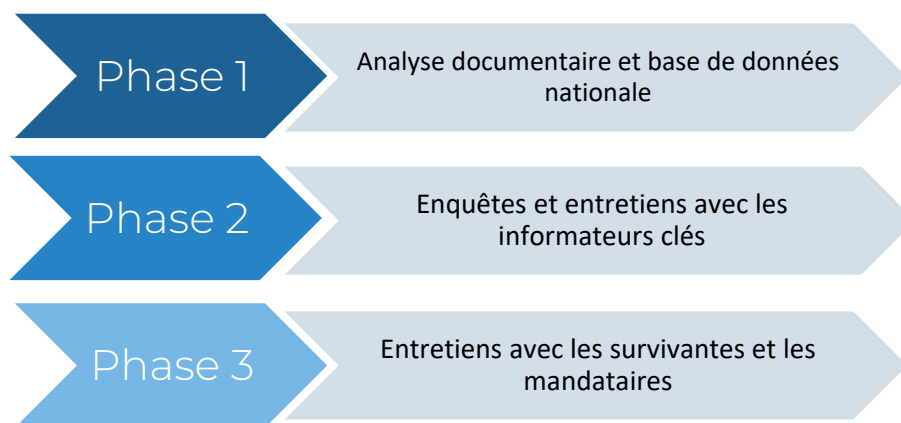 Phase 1
Analyse documentaire et base de données
nationale
Phase 2
Enquêtes et entretiens avec les
informateurs clés
Phase 3
Entretiens avec les survivantes et les
mandataires